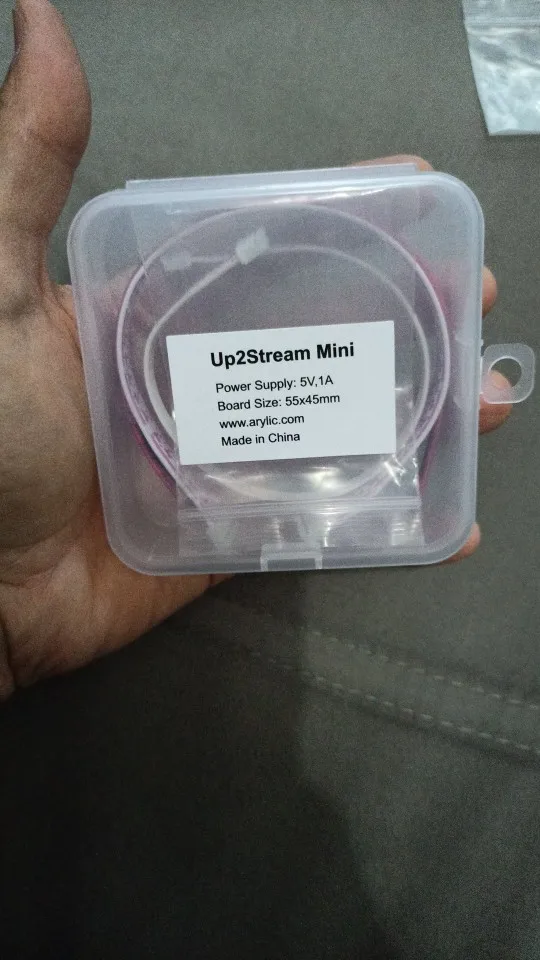 Up2Stream Mini
Power Supply: 5V,1A
Board Size: 55x45mm
www.arylic.com
Made in China